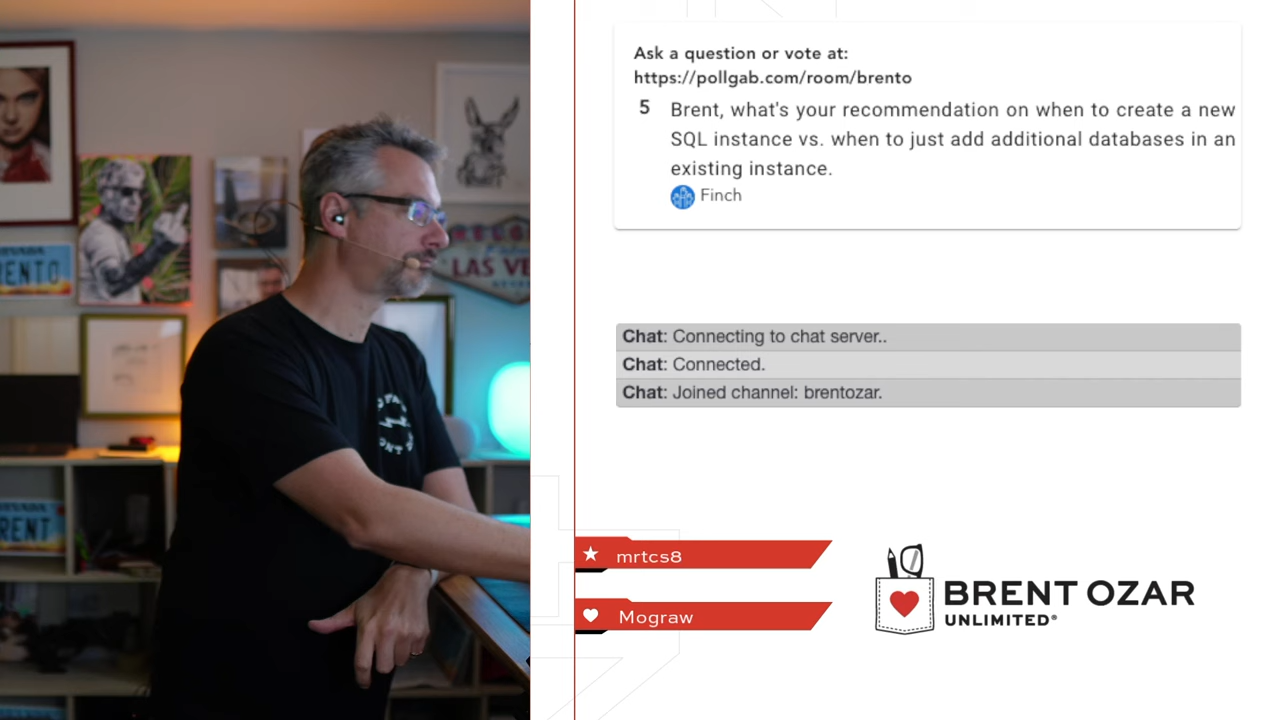 Ask a question or vote at:
https://pollgab.com/room/brento
5 Brent, what's your recommendation on when to create a new
SQL instance vs. when to just add additional databases in an
existing instance.
Finch
Chat: Connecting to chat server..
Chat: Connected.
Chat: Joined channel: brentozar.
mrtcs8
Mograw
BRENT OZAR
UNLIMITED®
LAS VE
ENTO
RENT